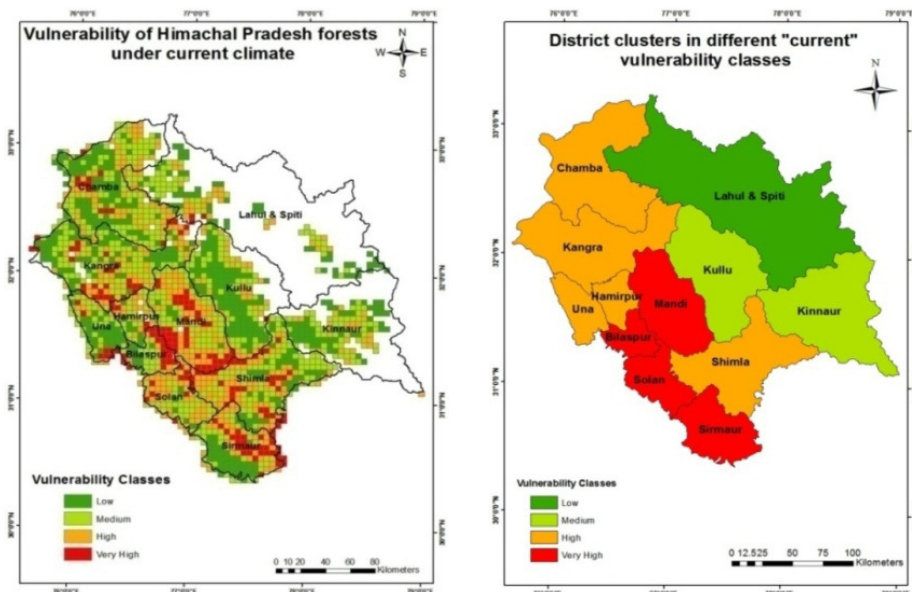 Vulnerability of Himachal Pradesh forests
under current climate
N
W E
S
Chamba
Lahul & Spiti
Kangra
Kullu
Hamirpur
Mandi
Una
Kinnaur
Bilaspur
Shimla
Solan
Sirmaur
Vulnerability Classes
Low
Medium
High
Very High
0 10 20 40 60 80
Kilometers
District clusters in different "current"
vulnerability classes
N
Chamba
Lahul & Spiti
Kangra
Kullu
Hamirpur
Mandi
Una
Kinnaur
Bilaspur
Shimla
Solan
Sirmaur
Vulnerability Classes
Low
Medium
High
Very High
0 12.525 50 75 100
Kilometers